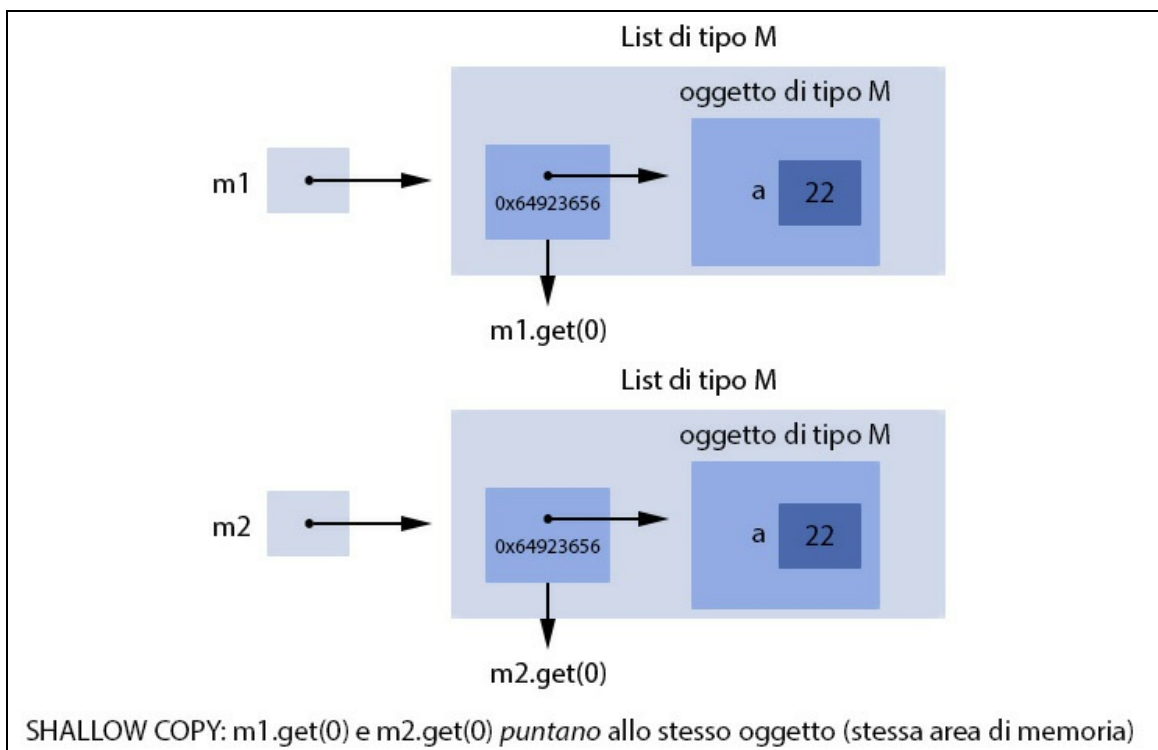 List di tipo M
oggetto di tipo M
m1
0x64923656
a
22
m1.get(0)
List di tipo M
oggetto di tipo M
m2
0x64923656
a
22
m2.get(0)
SHALLOW COPY: m1.get(0) e m2.get(0) puntano allo stesso oggetto (stessa area di memoria)